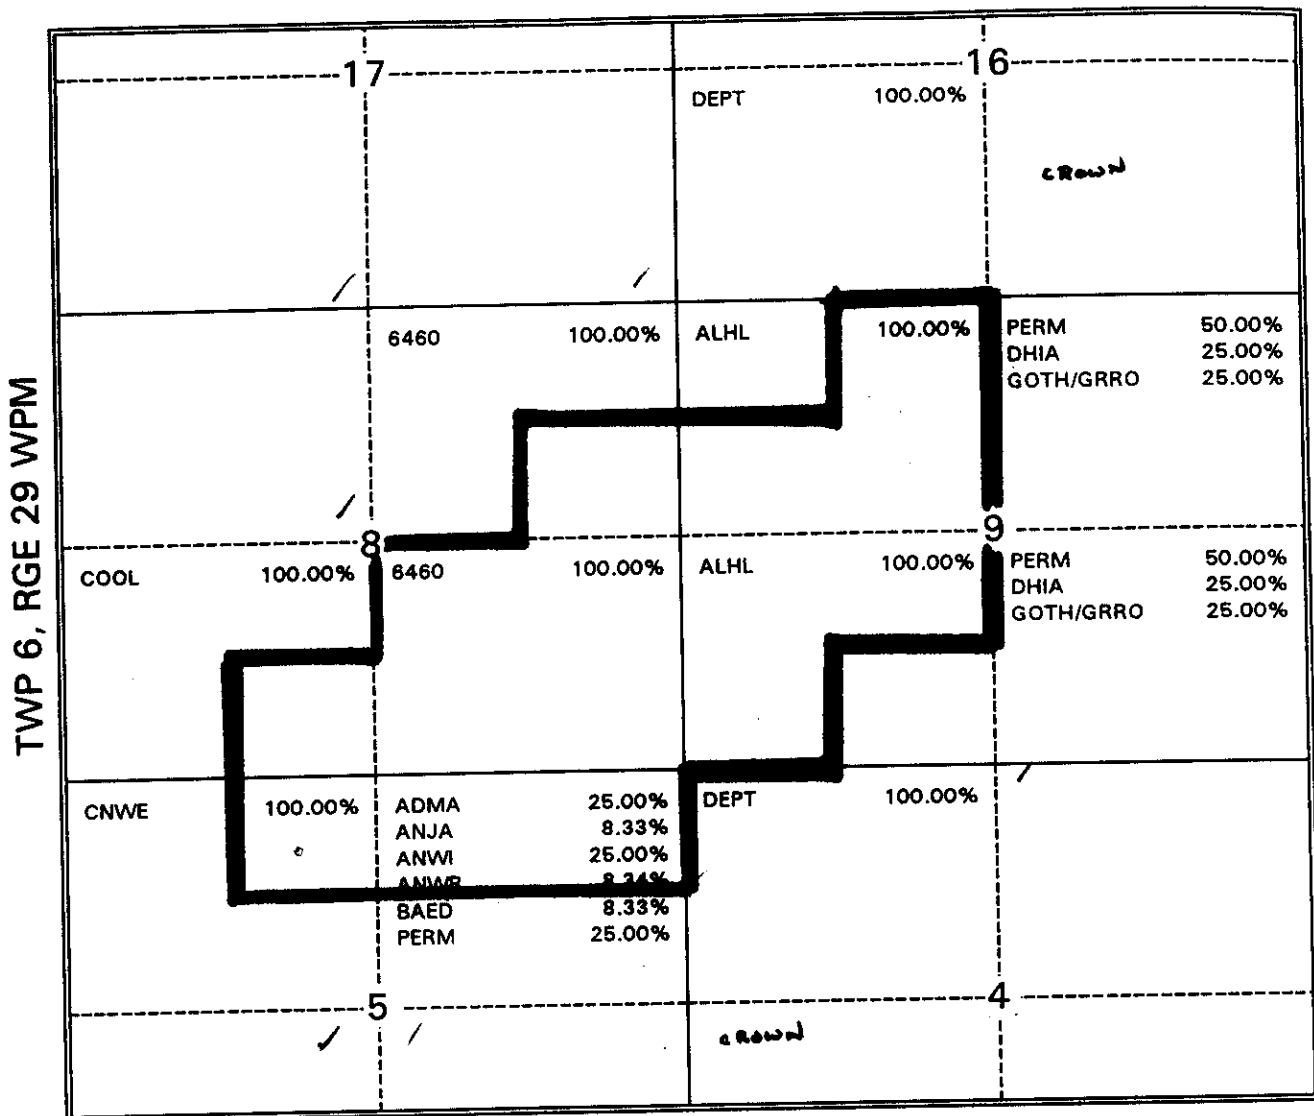 TWP 6, RGE 29 WPM
17
16
DEPT 100.00%
CROWN
6460 100.00%
ALHL 100.00%
PERM 50.00%
DHIA 25.00%
GOTH/GRRO 25.00%
8
9
COOL 100.00%
6460 100.00%
ALHL 100.00%
PERM 50.00%
DHIA 25.00%
GOTH/GRRO 25.00%
CNWE 100.00%
ADMA 25.00%
ANJA 8.33%
ANWI 25.00%
ANWR 8.34%
BAED 8.33%
PERM 25.00%
DEPT 100.00%
5
4
CROWN